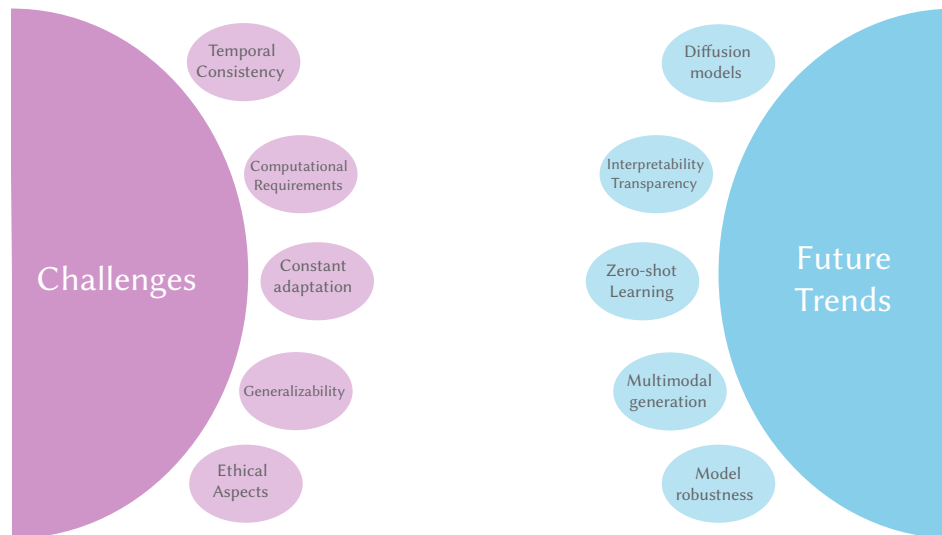 Challenges
Temporal
Consistency
Computational
Requirements
Constant
adaptation
Generalizability
Ethical
Aspects
Diffusion
models
Interpretability
Transparency
Zero-shot
Learning
Multimodal
generation
Model
robustness
Future
Trends